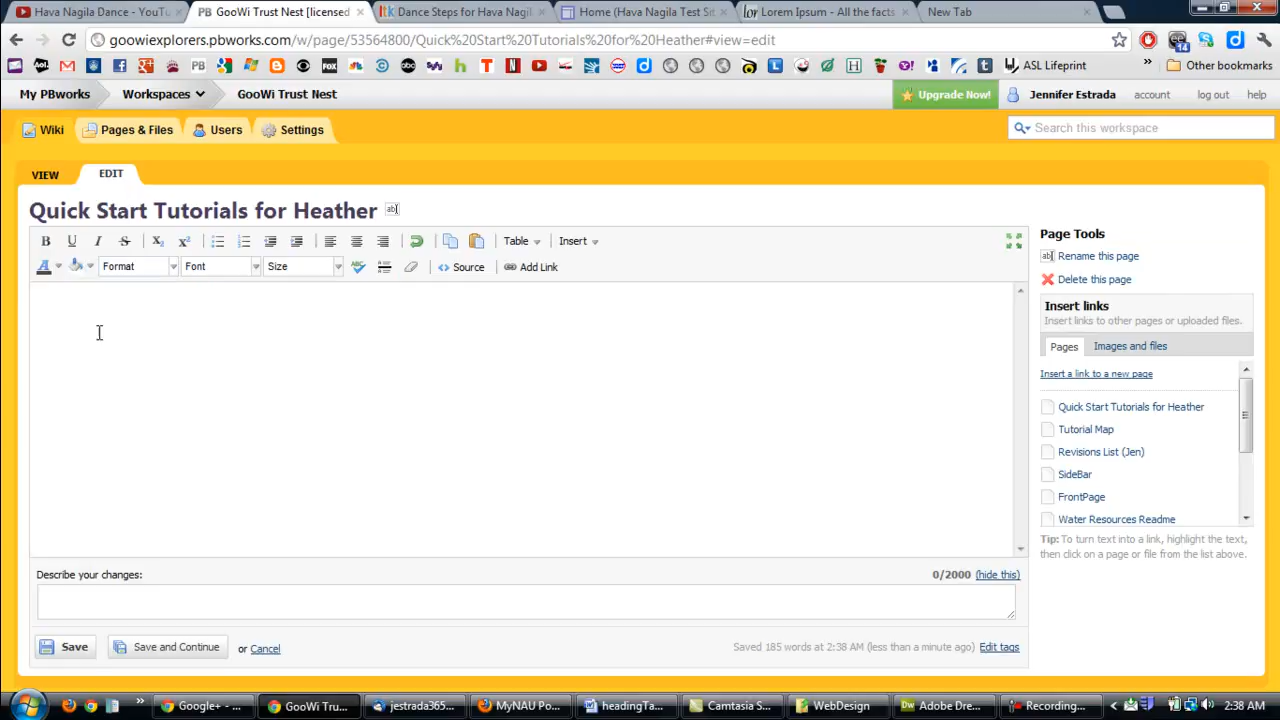 Hava Nagila Dance - YouTu
GooWi Trust Nest [licensed
Dance Steps for Hava Nagil
Home (Hava Nagila Test Sit
Lorem Ipsum - All the facts
New Tab
goowiexplorers.pbworks.com/w/page/53564800/Quick%20Start%20Tutorials%20for%20Heather#view=edit
ASL Lifeprint
Other bookmarks
My PBworks
Workspaces
GooWi Trust Nest
Upgrade Now!
Jennifer Estrada
account
log out
help
Wiki
Pages & Files
Users
Settings
Search this workspace
VIEW
EDIT
Quick Start Tutorials for Heather
Table
Insert
Format
Font
Size
Source
Add Link
Page Tools
Rename this page
Delete this page
Insert links
Insert links to other pages or uploaded files.
Pages
Images and files
Insert a link to a new page
Quick Start Tutorials for Heather
Tutorial Map
Revisions List (Jen)
SideBar
FrontPage
Water Resources Readme
Tip: To turn text into a link, highlight the text,
then click on a page or file from the list above.
Describe your changes:
0/2000 (hide this)
Save
Save and Continue
or Cancel
Saved 185 words at 2:38 AM (less than a minute ago)
Edit tags
Google+ - ...
GooWi Tru...
jestrada365...
MyNAU Po...
headingTa...
Camtasia S...
WebDesign
Adobe Dre...
Recording...
2:38 AM